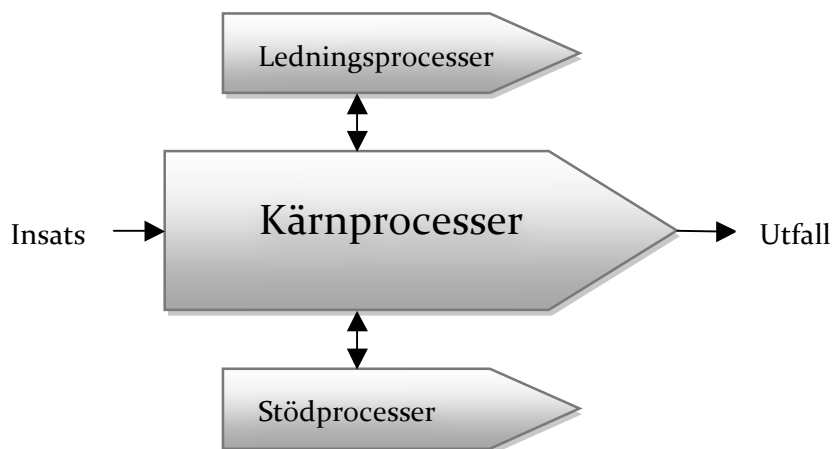 Ledningsprocesser
Insats
Kärnprocesser
Utfall
Stödprocesser